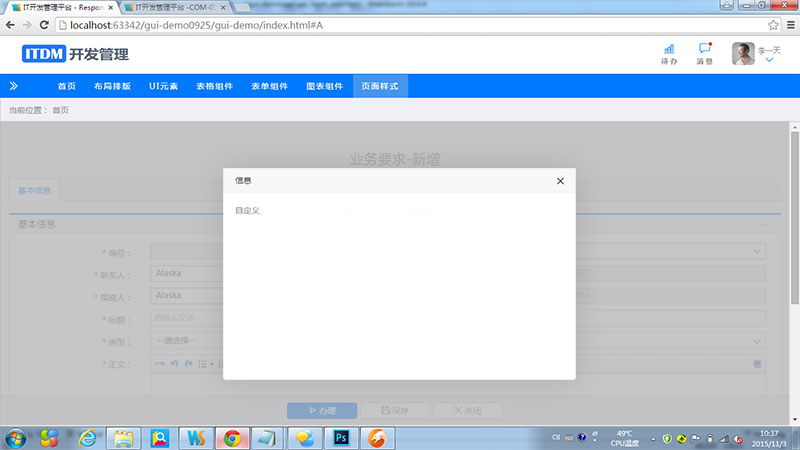 IT开发管理平台 - Respon
IT开发管理平台 -COM-0
localhost:63342/gui-demo0925/gui-demo/index.html#A
ITDM 开发管理
待办
消息
李一天
首页
布局排版
UI元素
表格组件
表单组件
图表组件
页面样式
当前位置： 首页
业务要求-新增
基本信息
信息
自定义
基本信息
* 编号：
* 联系人：
Alaska
977
* 撰稿人：
Alaska
456
* 标题：
请输入文本
* 类型：
--请选择--
* 正文：
HTML
办理
保存
关闭
CH
49℃
CPU温度
10:37
2015/11/3